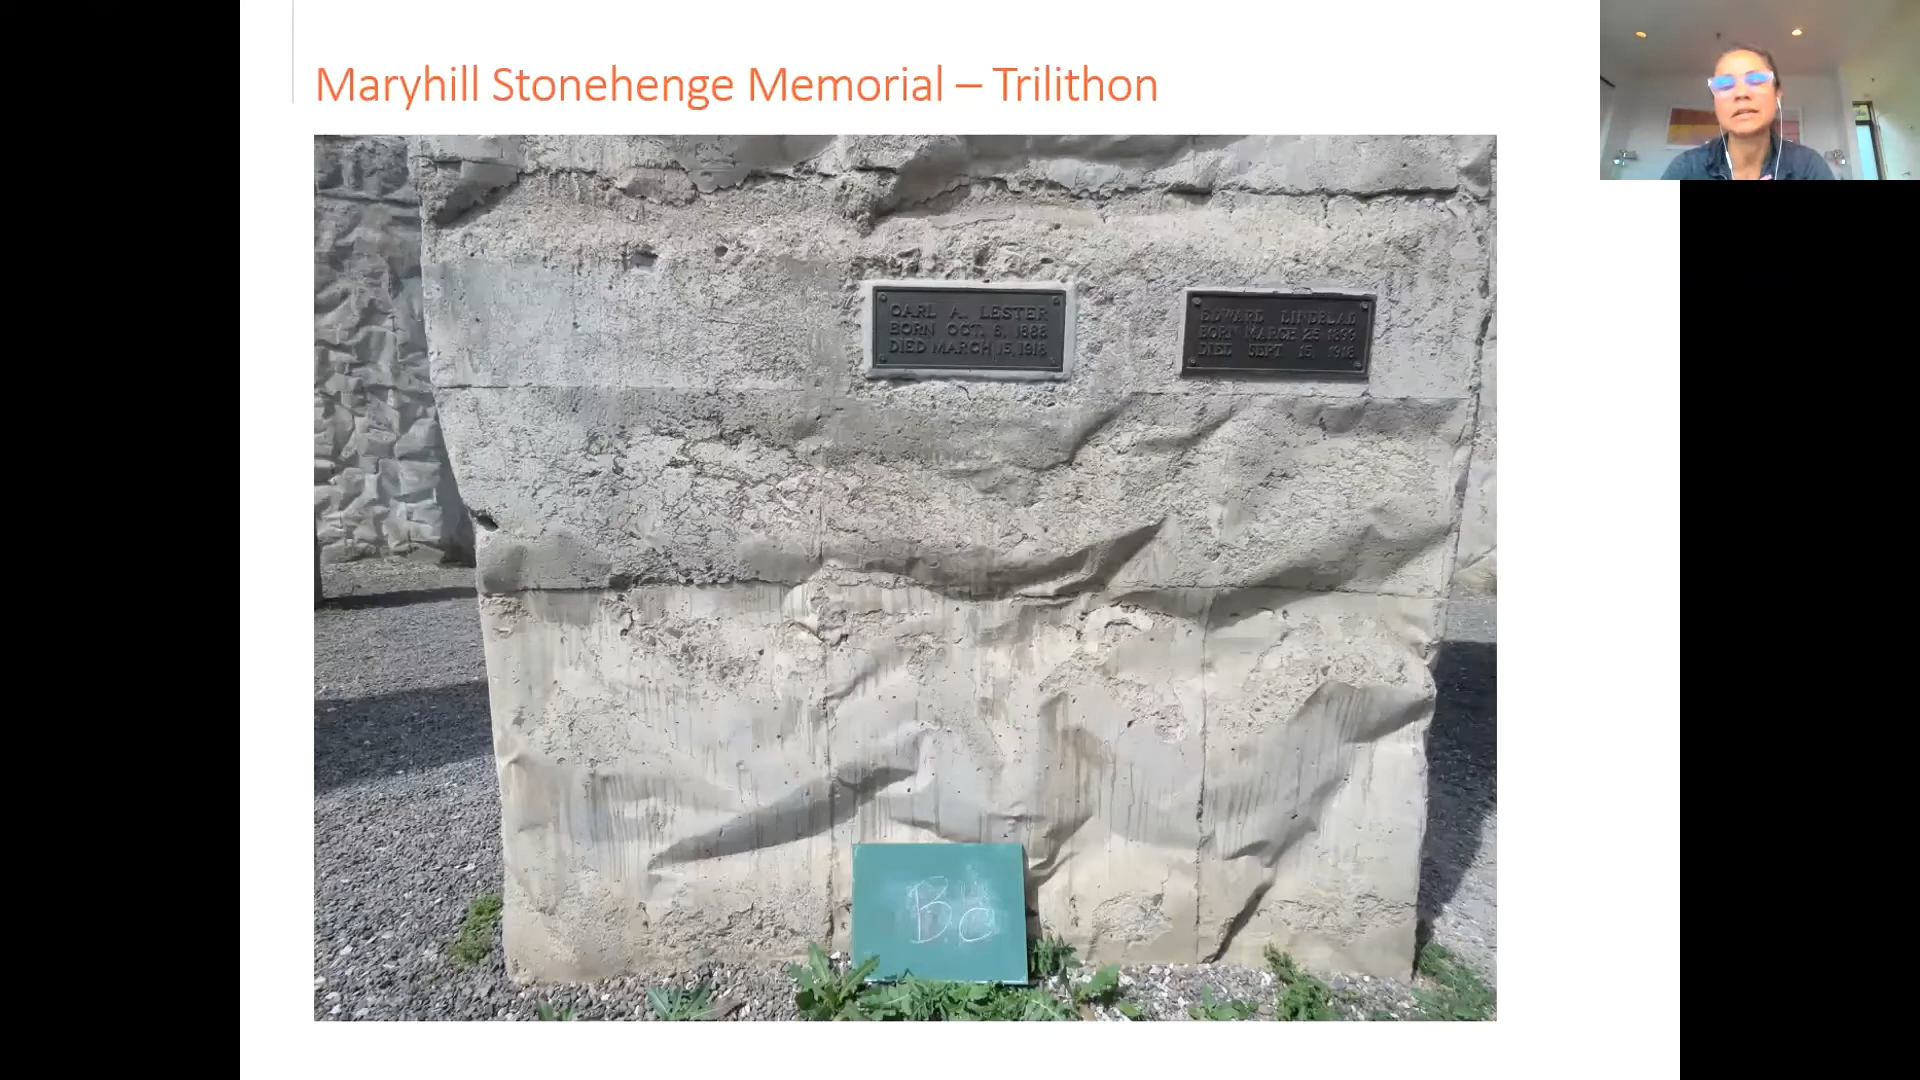 Maryhill Stonehenge Memorial – Trilithon
CARL A. LESTER
BORN OCT. 6, 1888
DIED MARCH 15, 1918
EDWARD LINDBLAD
BORN MARCH 25 1899
DIED SEPT 15 1918